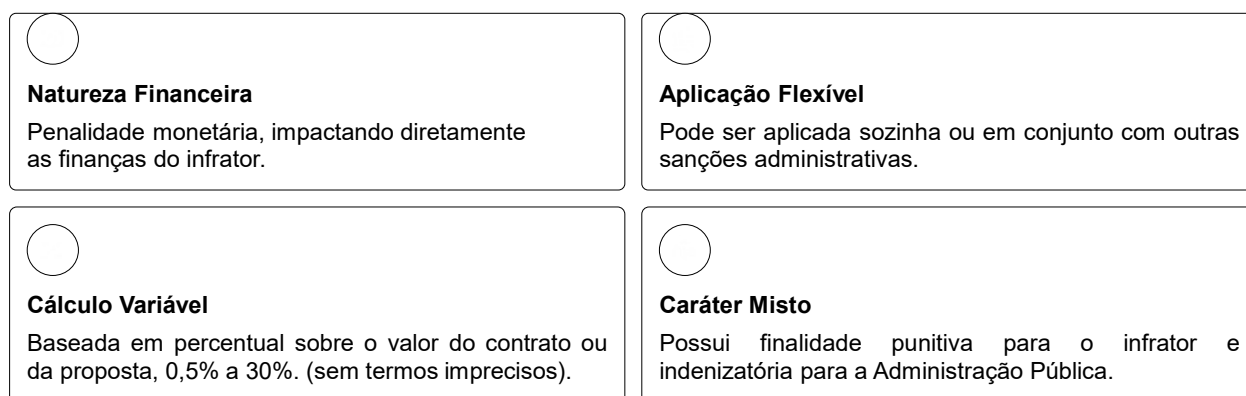 Natureza Financeira
Penalidade monetária, impactando diretamente
as finanças do infrator.
Aplicação Flexível
Pode ser aplicada sozinha ou em conjunto com outras
sanções administrativas.
Cálculo Variável
Baseada em percentual sobre o valor do contrato ou
da proposta, 0,5% a 30%. (sem termos imprecisos).
Caráter Misto
Possui finalidade punitiva para o infrator e
indenizatória para a Administração Pública.